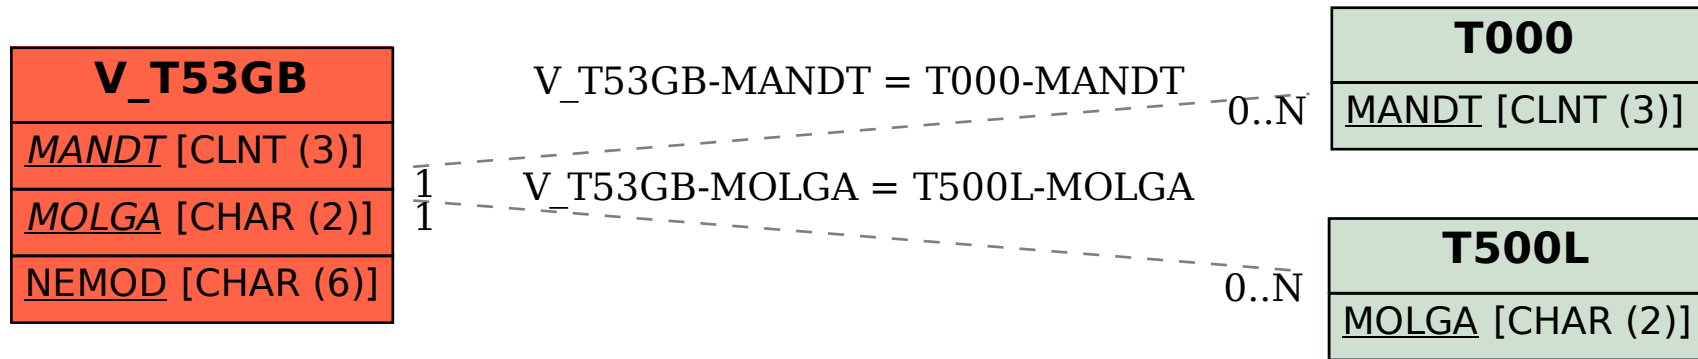 V_T53GB
MANDT [CLNT (3)]
MOLGA [CHAR (2)]
NEMOD [CHAR (6)]
V_T53GB-MANDT = T000-MANDT
0..N
1
V_T53GB-MOLGA = T500L-MOLGA
1
0..N
T000
MANDT [CLNT (3)]
T500L
MOLGA [CHAR (2)]